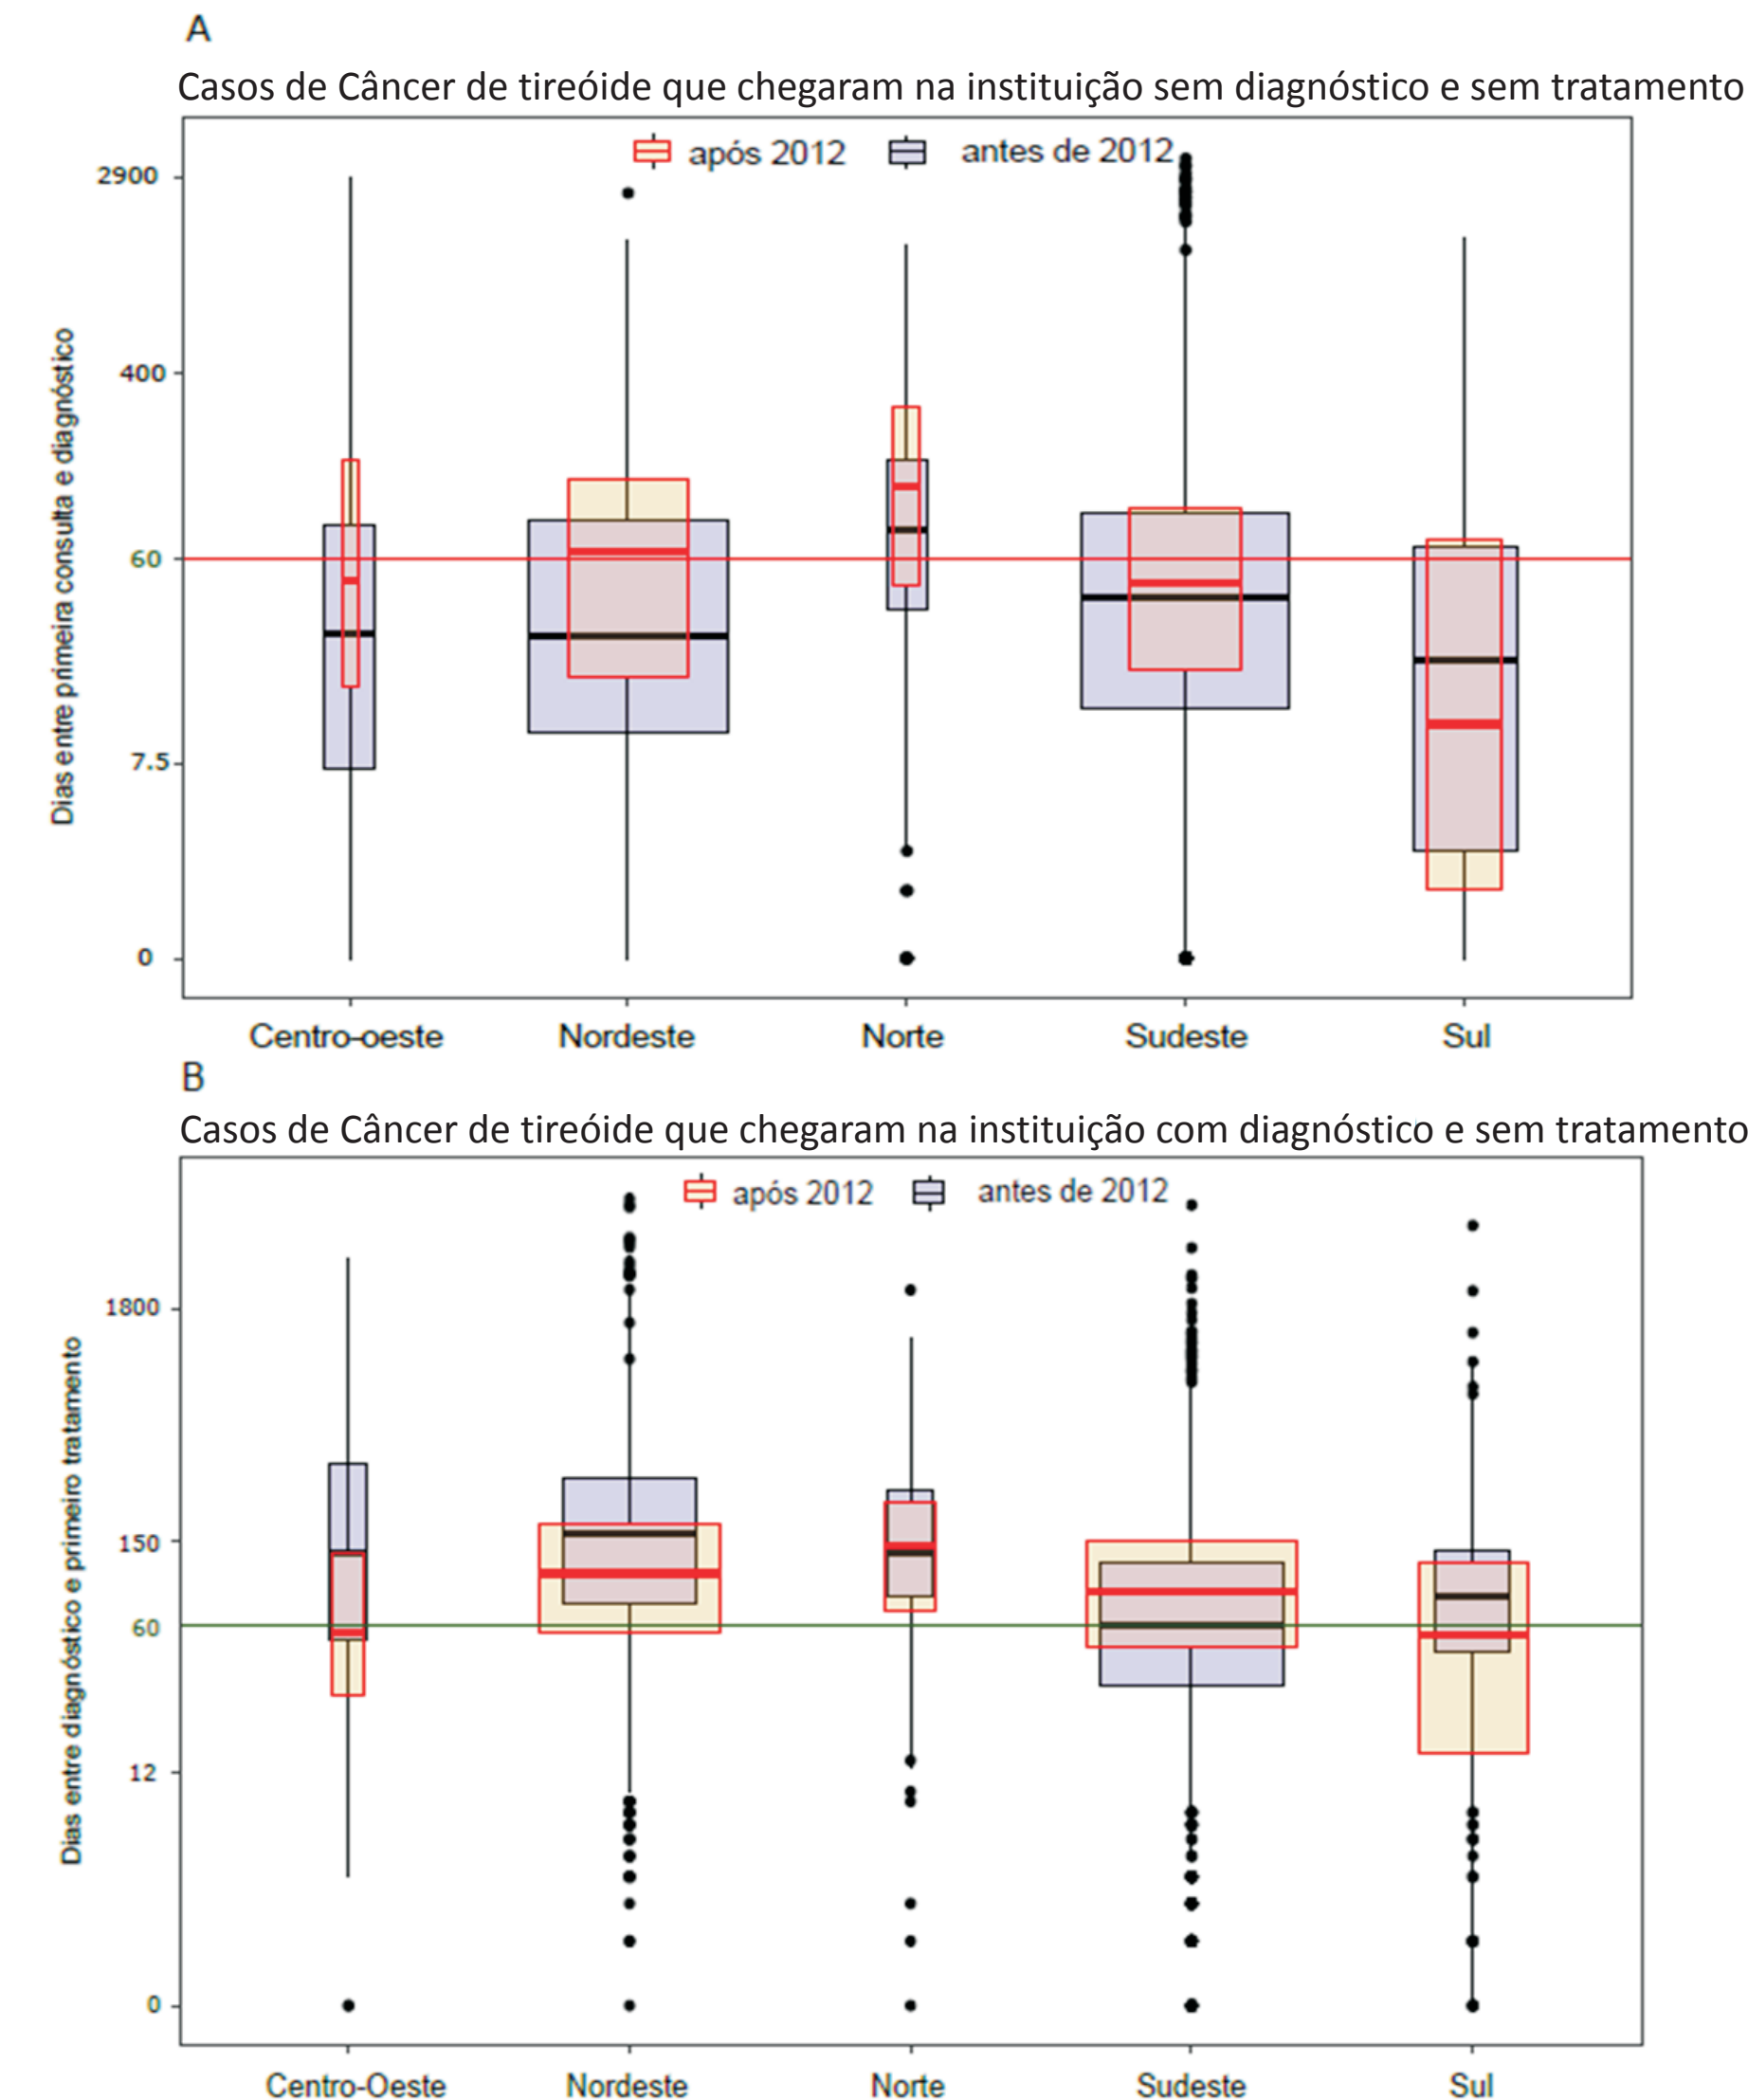 A
Casos de Câncer de tireóide que chegaram na instituição sem diagnóstico e sem tratamento
após 2012 antes de 2012
Dias entre primeira consulta e diagnóstico
2900
400
60
7.5
0
Centro-oeste Nordeste Norte Sudeste Sul
B
Casos de Câncer de tireóide que chegaram na instituição com diagnóstico e sem tratamento
após 2012 antes de 2012
Dias entre diagnóstico e primeiro tratamento
1800
150
60
12
0
Centro-Oeste Nordeste Norte Sudeste Sul